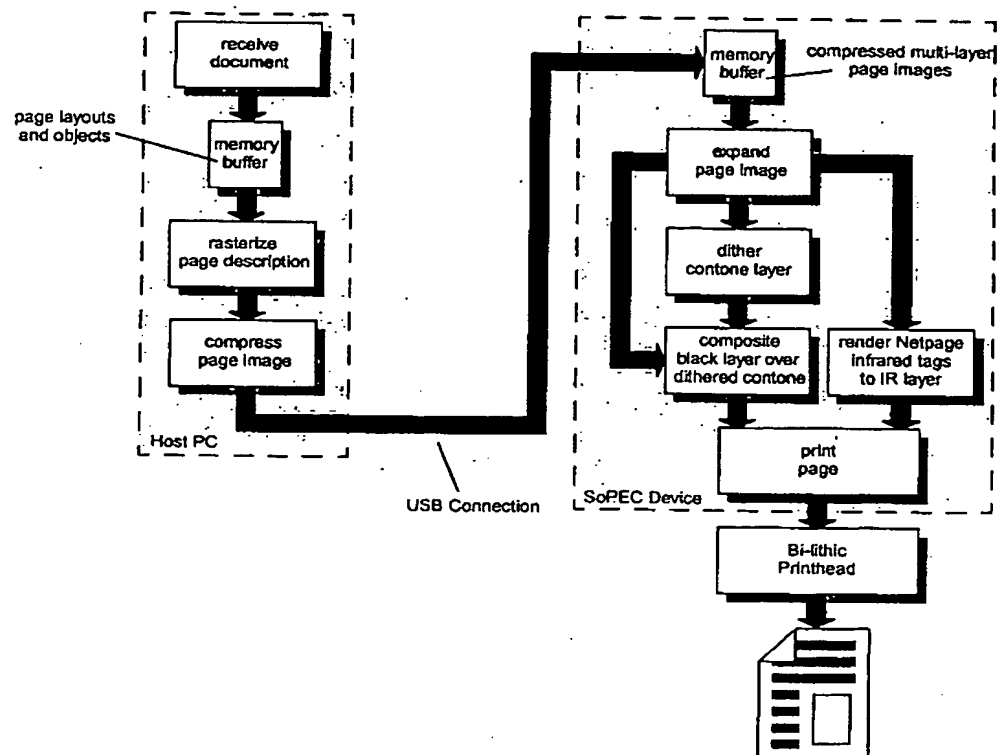 receive
document
page layouts
and objects
memory
buffer
rasterize
page description
compress
page image
Host PC
USB Connection
memory
buffer
compressed multi-layer
page images
expand
page image
dither
contone layer
composite
black layer over
dithered contone
render Netpage
infrared tags
to IR layer
print
page
SoPEC Device
Bi-lithic
Printhead